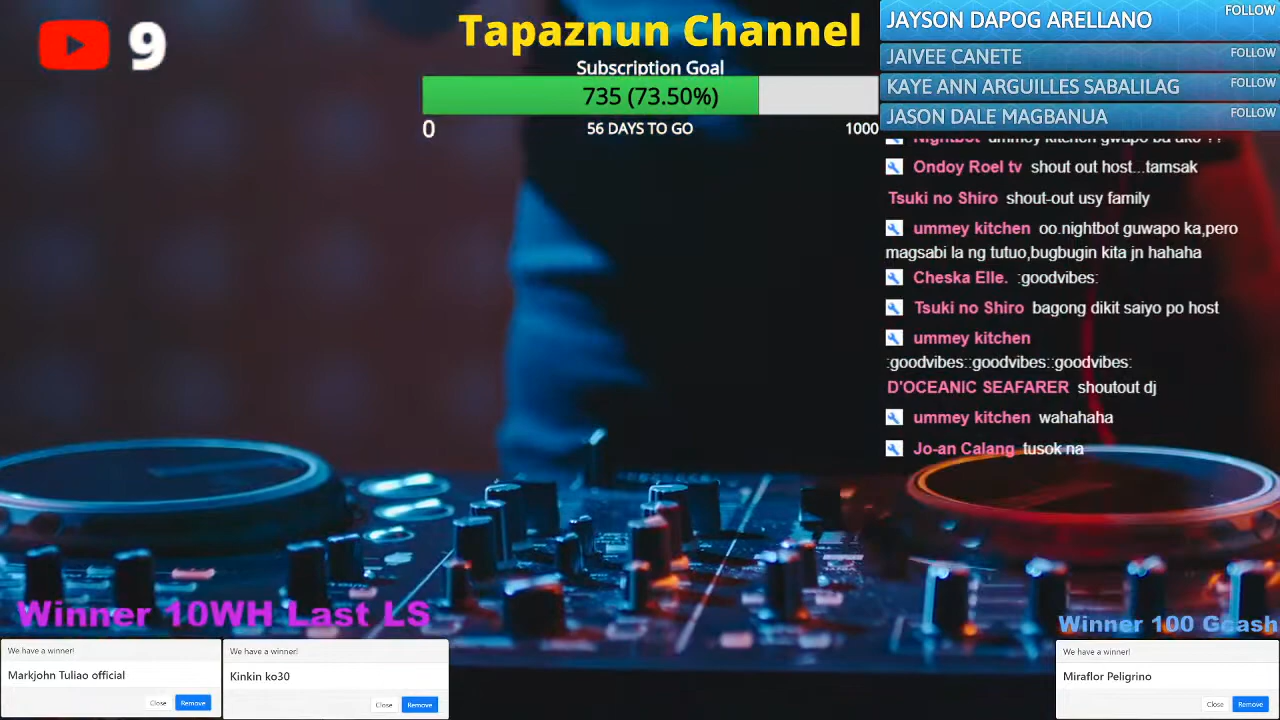 9
Tapaznun Channel
Subscription Goal
735 (73.50%)
0 56 DAYS TO GO 1000
JAYSON DAPOG ARELLANO FOLLOW
JAIVEE CANETE FOLLOW
KAYE ANN ARGUILLES SABALILAG FOLLOW
JASON DALE MAGBANUA FOLLOW
Nightbot ummey kitchen gwapo ba ako ??
Ondoy Roel tv shout out host...tamsak
Tsuki no Shiro shout-out usy family
ummey kitchen oo.nightbot guwapo ka,pero
magsabi la ng tutuo,bugbugin kita jn hahaha
Cheska Elle. :goodvibes:
Tsuki no Shiro bagong dikit saiyo po host
ummey kitchen
:goodvibes::goodvibes::goodvibes:
D'OCEANIC SEAFARER shoutout dj
ummey kitchen wahahaha
Jo-an Calang tusok na
Winner 10WH Last LS
We have a winner!
Markjohn Tuliao official
Close Remove
We have a winner!
Kinkin ko30
Close Remove
Winner 100 Gcash
We have a winner!
Miraflor Peligrino
Close Remove